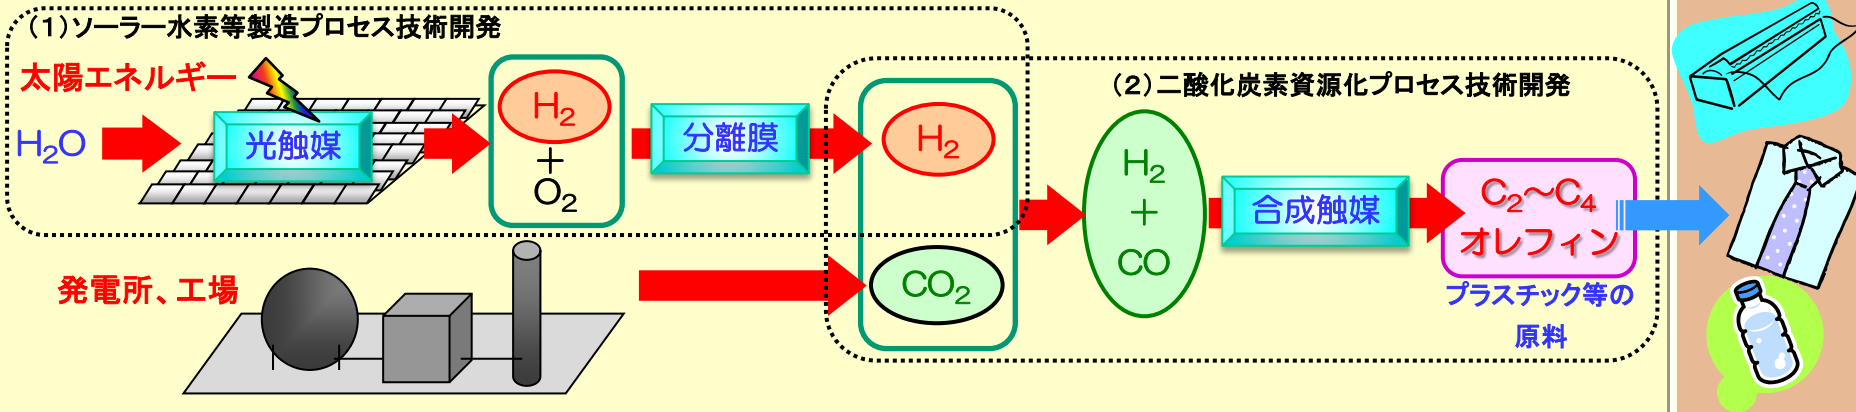 （１）ソーラー水素等製造プロセス技術開発
太陽エネルギー
H₂O
光触媒
H₂
＋
O₂
分離膜
H₂
発電所、工場
CO₂
（２）二酸化炭素資源化プロセス技術開発
H₂
＋
CO
合成触媒
C₂～C₄
オレフィン
プラスチック等の
原料